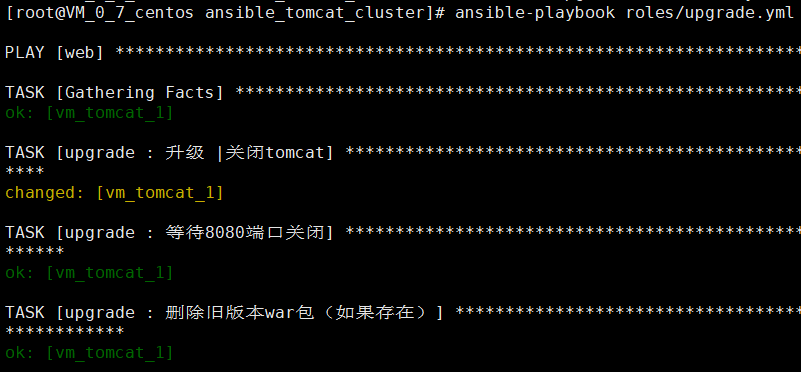 [root@VM_0_7_centos ansible_tomcat_cluster]# ansible-playbook roles/upgrade.yml
PLAY [web] *********************************************************************
TASK [Gathering Facts] *********************************************************
ok: [vm_tomcat_1]
TASK [upgrade : 升级 |关闭tomcat] **********************************************
****
changed: [vm_tomcat_1]
TASK [upgrade : 等待8080端口关闭] **********************************************
******
ok: [vm_tomcat_1]
TASK [upgrade : 删除旧版本war包（如果存在）] ***********************************
************
ok: [vm_tomcat_1]